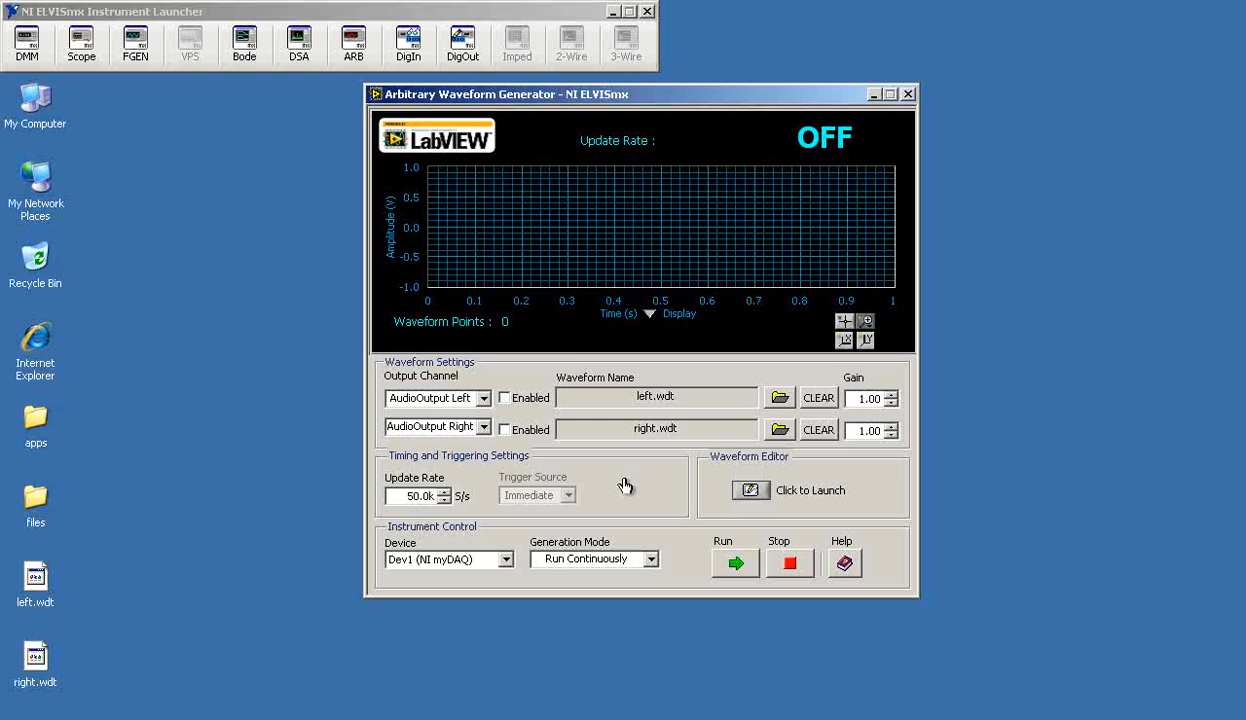 NI ELVISmx Instrument Launcher
DMM
Scope
FGEN
VPS
Bode
DSA
ARB
DigIn
DigOut
Imped
2-Wire
3-Wire
My Computer
My Network
Places
Recycle Bin
Internet
Explorer
apps
files
left.wdt
right.wdt
Arbitrary Waveform Generator - NI ELVISmx
POWERED BY
LabVIEW™
Update Rate :
OFF
1.0
0.5
0.0
-0.5
-1.0
Amplitude (V)
0 0.1 0.2 0.3 0.4 0.5 0.6 0.7 0.8 0.9 1
Time (s) Display
Waveform Points : 0
Waveform Settings
Output Channel Waveform Name Gain
AudioOutput Left Enabled left.wdt CLEAR 1.00
AudioOutput Right Enabled right.wdt CLEAR 1.00
Timing and Triggering Settings
Update Rate Trigger Source
50.0k S/s Immediate
Waveform Editor
Click to Launch
Instrument Control
Device Generation Mode Run Stop Help
Dev1 (NI myDAQ) Run Continuously